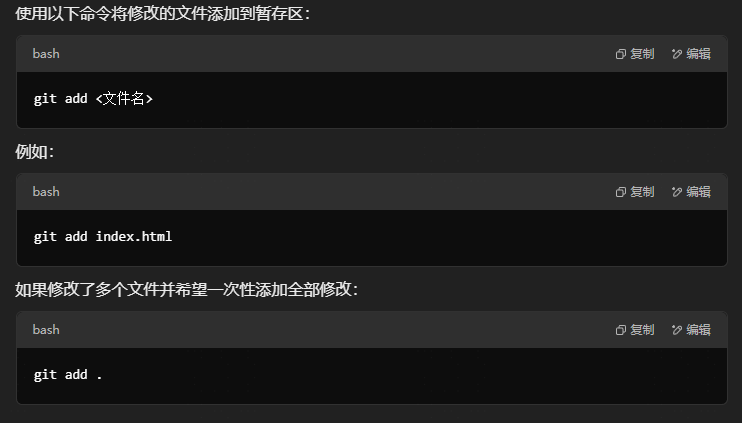 使用以下命令将修改的文件添加到暂存区：
bash 复制 编辑
git add <文件名>
例如：
bash 复制 编辑
git add index.html
如果修改了多个文件并希望一次性添加全部修改：
bash 复制 编辑
git add .